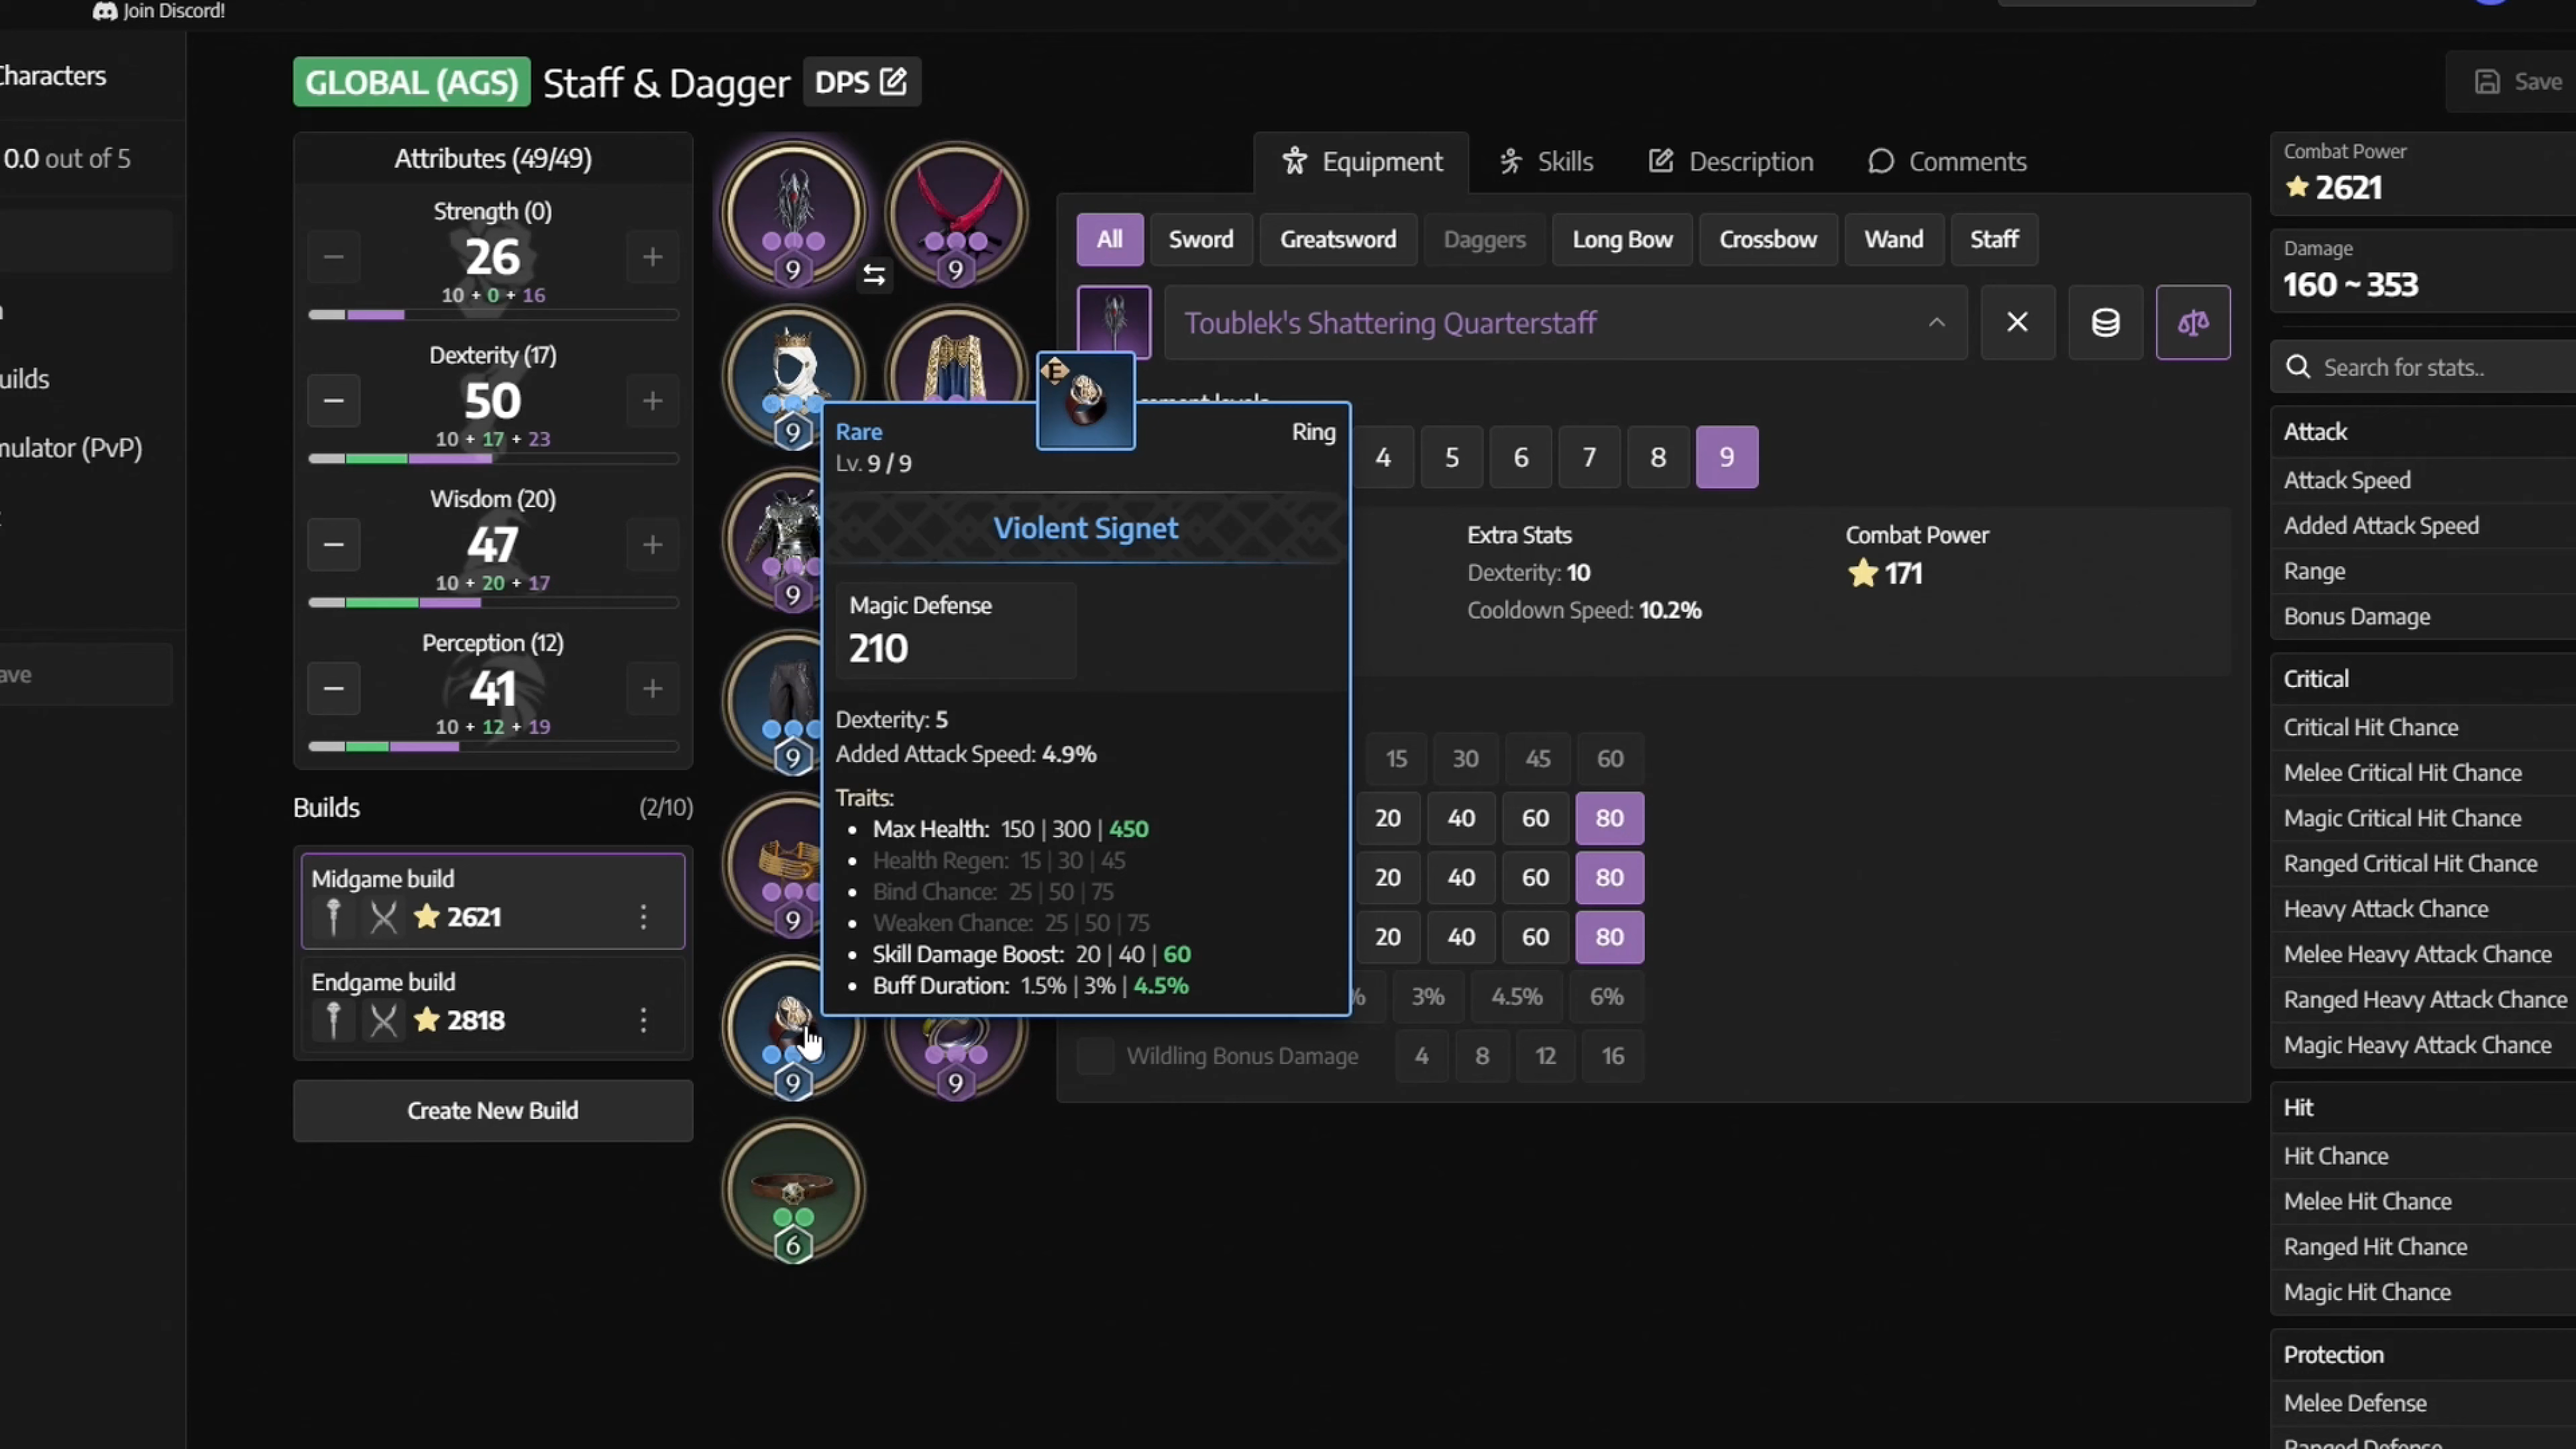 Join Discord!
Characters
0.0 out of 5
uilds
mulator (PvP)
ave
GLOBAL (AGS) Staff & Dagger DPS
Save
Attributes (49/49)
Strength (0)
26
10 + 0 + 16
Dexterity (17)
50
10 + 17 + 23
Wisdom (20)
47
10 + 20 + 17
Perception (12)
41
10 + 12 + 19
Builds (2/10)
Midgame build
2621
Endgame build
2818
Create New Build
9
9
9
9
9
9
9
9
6
Equipment Skills Description Comments
All Sword Greatsword Daggers Long Bow Crossbow Wand Staff
Toublek's Shattering Quarterstaff
4 5 6 7 8 9
Extra Stats
Dexterity: 10
Cooldown Speed: 10.2%
Combat Power
171
15 30 45 60
20 40 60 80
20 40 60 80
20 40 60 80
% 3% 4.5% 6%
Wildling Bonus Damage 4 8 12 16
E
Rare Ring
Lv. 9 / 9
Violent Signet
Magic Defense
210
Dexterity: 5
Added Attack Speed: 4.9%
Traits:
• Max Health: 150 | 300 | 450
• Health Regen: 15 | 30 | 45
• Bind Chance: 25 | 50 | 75
• Weaken Chance: 25 | 50 | 75
• Skill Damage Boost: 20 | 40 | 60
• Buff Duration: 1.5% | 3% | 4.5%
Combat Power
2621
Damage
160 ~ 353
Search for stats..
Attack
Attack Speed
Added Attack Speed
Range
Bonus Damage
Critical
Critical Hit Chance
Melee Critical Hit Chance
Magic Critical Hit Chance
Ranged Critical Hit Chance
Heavy Attack Chance
Melee Heavy Attack Chance
Ranged Heavy Attack Chance
Magic Heavy Attack Chance
Hit
Hit Chance
Melee Hit Chance
Ranged Hit Chance
Magic Hit Chance
Protection
Melee Defense
Ranged Defense